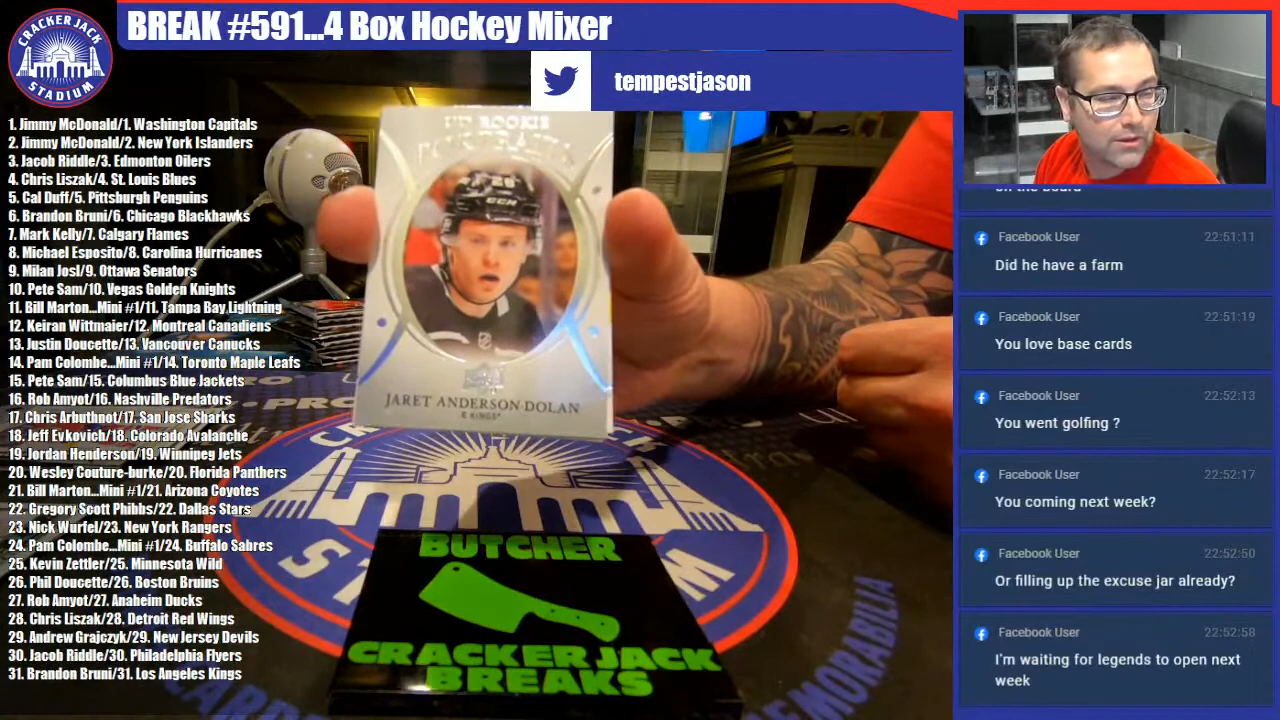 BREAK #591...4 Box Hockey Mixer
CRACKER JACK
STADIUM
tempestjason
1. Jimmy McDonald/1. Washington Capitals
2. Jimmy McDonald/2. New York Islanders
3. Jacob Riddle/3. Edmonton Oilers
4. Chris Liszak/4. St. Louis Blues
5. Cal Duff/5. Pittsburgh Penguins
6. Brandon Bruni/6. Chicago Blackhawks
7. Mark Kelly/7. Calgary Flames
8. Michael Esposito/8. Carolina Hurricanes
9. Milan Josl/9. Ottawa Senators
10. Pete Sam/10. Vegas Golden Knights
11. Bill Marton...Mini #1/11. Tampa Bay Lightning
12. Keiran Wittmaier/12. Montreal Canadiens
13. Justin Doucette/13. Vancouver Canucks
14. Pam Colombe...Mini #1/14. Toronto Maple Leafs
15. Pete Sam/15. Columbus Blue Jackets
16. Rob Amyot/16. Nashville Predators
17. Chris Arbuthnot/17. San Jose Sharks
18. Jeff Evkovich/18. Colorado Avalanche
19. Jordan Henderson/19. Winnipeg Jets
20. Wesley Couture-burke/20. Florida Panthers
21. Bill Marton...Mini #1/21. Arizona Coyotes
22. Gregory Scott Phibbs/22. Dallas Stars
23. Nick Wurfel/23. New York Rangers
24. Pam Colombe...Mini #1/24. Buffalo Sabres
25. Kevin Zettler/25. Minnesota Wild
26. Phil Doucette/26. Boston Bruins
27. Rob Amyot/27. Anaheim Ducks
28. Chris Liszak/28. Detroit Red Wings
29. Andrew Grajczyk/29. New Jersey Devils
30. Jacob Riddle/30. Philadelphia Flyers
31. Brandon Bruni/31. Los Angeles Kings
UD ROOKIE
PORTRAITS
CCM
JARET ANDERSON-DOLAN
KINGS
BUTCHER
CRACKER JACK
BREAKS
MEMORABILIA
on the board
Facebook User 22:51:11
Did he have a farm
Facebook User 22:51:19
You love base cards
Facebook User 22:52:13
You went golfing ?
Facebook User 22:52:17
You coming next week?
Facebook User 22:52:50
Or filling up the excuse jar already?
Facebook User 22:52:58
I'm waiting for legends to open next
week